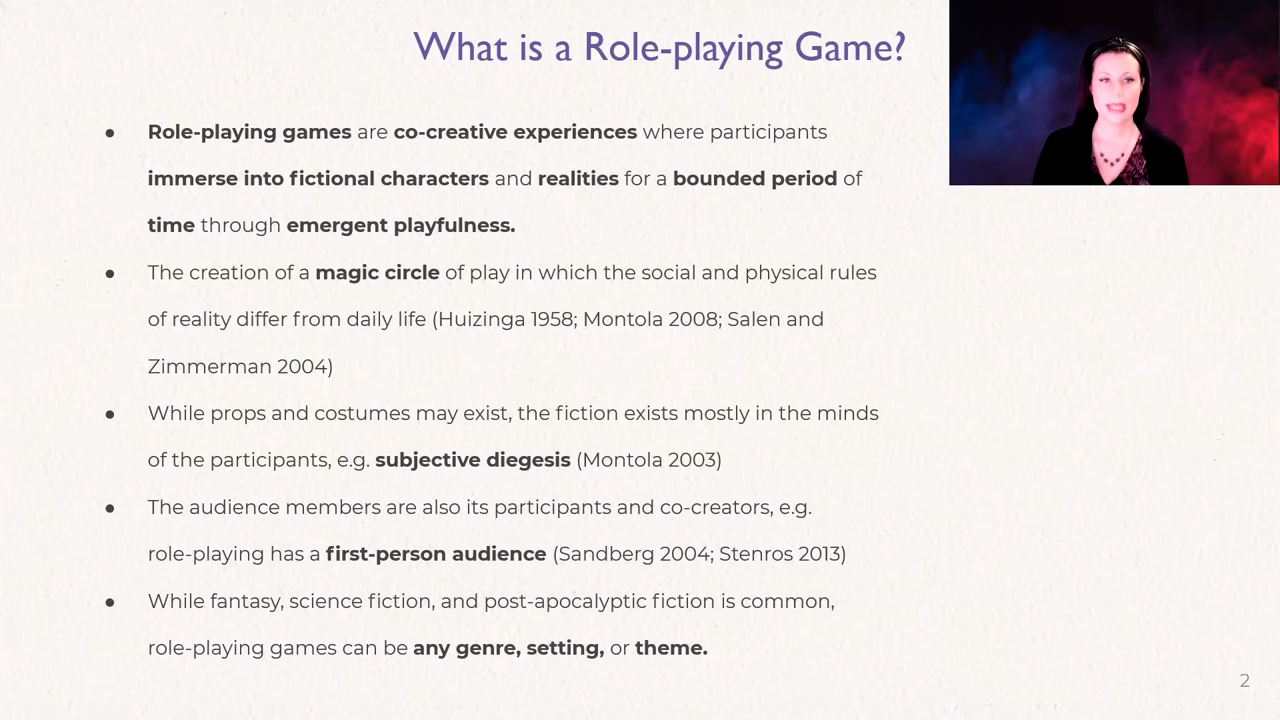 What is a Role-playing Game?
● Role-playing games are co-creative experiences where participants
immerse into fictional characters and realities for a bounded period of
time through emergent playfulness.
● The creation of a magic circle of play in which the social and physical rules
of reality differ from daily life (Huizinga 1958; Montola 2008; Salen and
Zimmerman 2004)
● While props and costumes may exist, the fiction exists mostly in the minds
of the participants, e.g. subjective diegesis (Montola 2003)
● The audience members are also its participants and co-creators, e.g.
role-playing has a first-person audience (Sandberg 2004; Stenros 2013)
● While fantasy, science fiction, and post-apocalyptic fiction is common,
role-playing games can be any genre, setting, or theme.
2